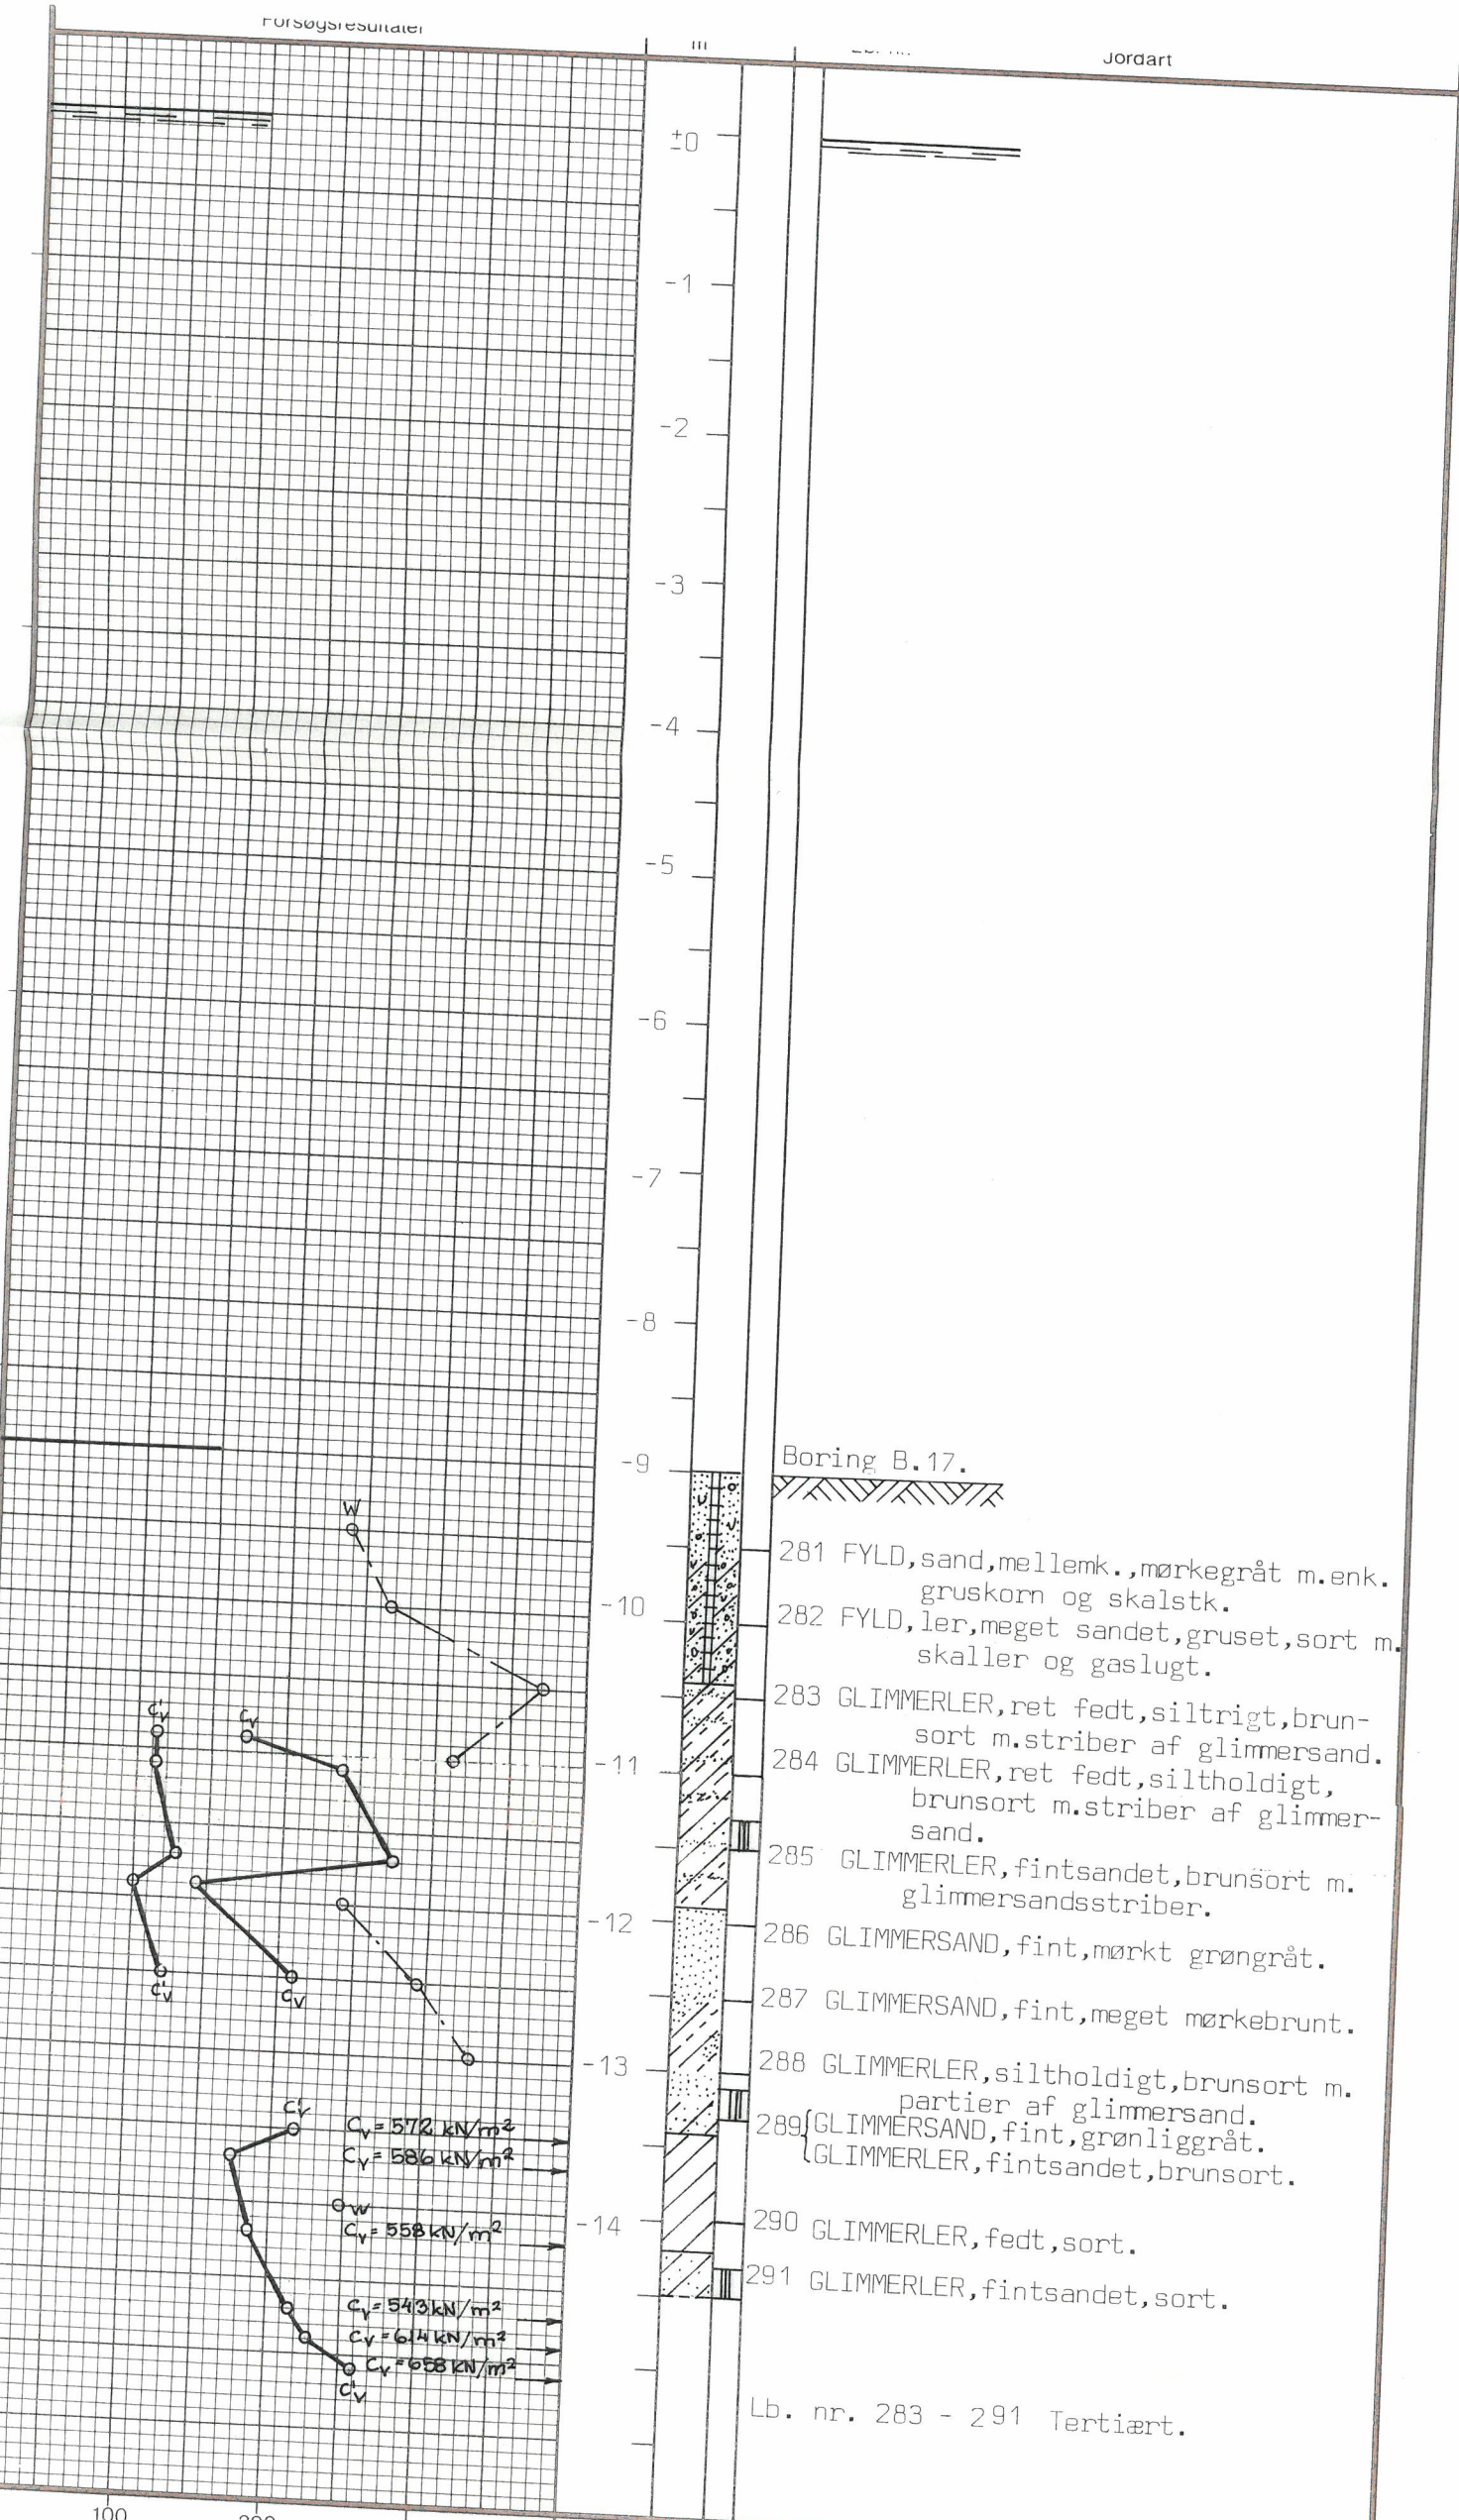 Forsøgsresultater
m
Jordart
±0
-1
-2
-3
-4
-5
-6
-7
-8
-9
-10
-11
-12
-13
-14
Boring B.17.
281 FYLD,sand,mellemk.,mørkegråt m.enk.
gruskorn og skalstk.
282 FYLD,ler,meget sandet,gruset,sort m.
skaller og gaslugt.
283 GLIMMERLER,ret fedt,siltrigt,brun-
sort m.striber af glimmersand.
284 GLIMMERLER,ret fedt,siltholdigt,
brunsort m.striber af glimmer-
sand.
285 GLIMMERLER,fintsandet,brunsort m.
glimmersandsstriber.
286 GLIMMERSAND,fint,mørkt grøngråt.
287 GLIMMERSAND,fint,meget mørkebrunt.
288 GLIMMERLER,siltholdigt,brunsort m.
partier af glimmersand.
289{GLIMMERSAND,fint,grønliggråt.
{GLIMMERLER,fintsandet,brunsort.
290 GLIMMERLER,fedt,sort.
291 GLIMMERLER,fintsandet,sort.
Lb. nr. 283 - 291 Tertiært.
W
c'v
cv
c'v
cv
c'v
cv = 572 kN/m²
cv = 586 kN/m²
w
cv = 558 kN/m²
cv = 543 kN/m²
cv = 614 kN/m²
cv = 658 kN/m²
c'v
100
200